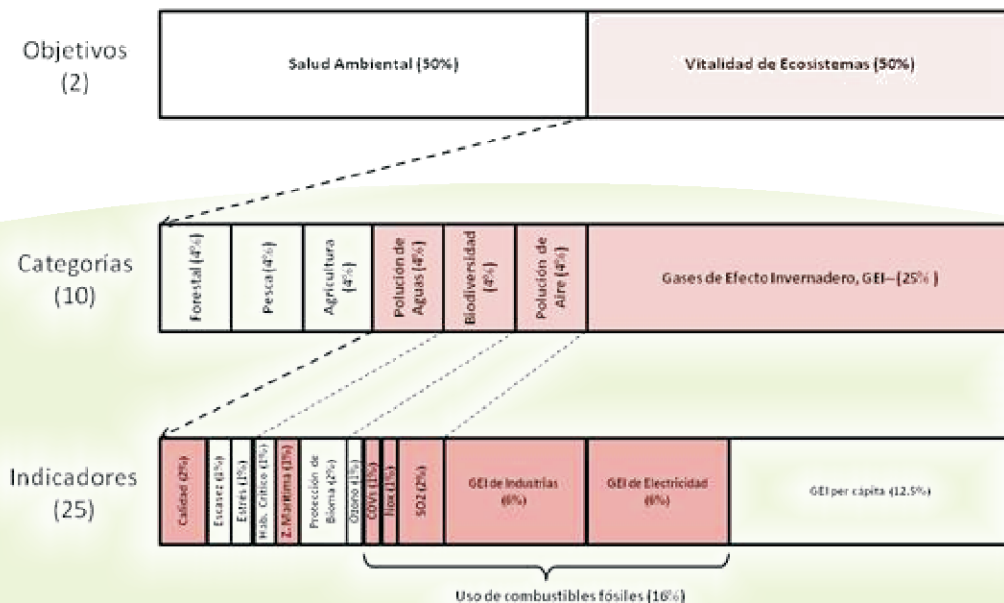 Objetivos
(2)
Salud Ambiental (50%)
Vitalidad de Ecosistemas (50%)
Categorías
(10)
Forestal (4%)
Pesca (4%)
Agricultura
(4%)
Polución de
Aguas (4%)
Biodiversidad
(4%)
Polución de
Aire (4%)
Gases de Efecto Invernadero, GEI—(25% )
Indicadores
(25)
Calidad (2%)
Escasez (1%)
Estrés (1%)
Hab. Crítico (1%)
Z. Marítima (1%)
Protección de
Bioma (2%)
Ozono (1%)
COVs (1%)
Nox (1%)
SO2 (2%)
GEI de Industrias
(6%)
GEI de Electricidad
(6%)
GEI per cápita (12.5%)
Uso de combustibles fósiles (16%)